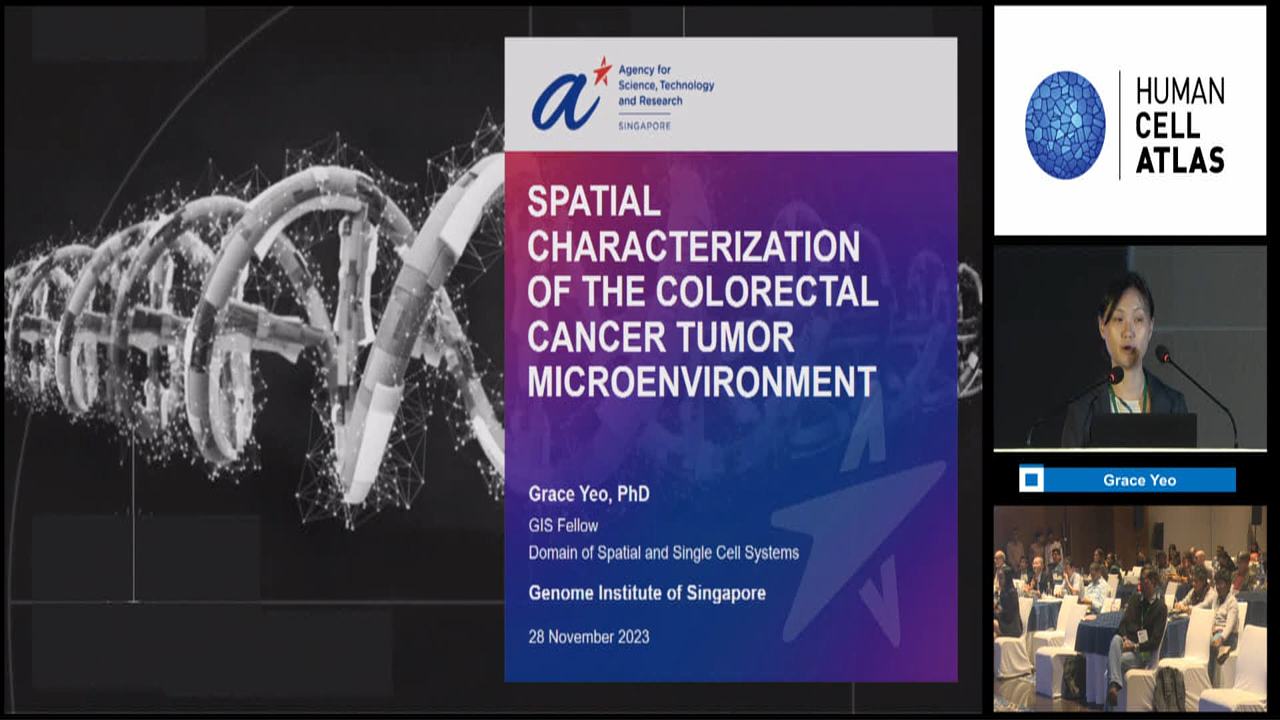 a
Agency for
Science, Technology
and Research
SINGAPORE
SPATIAL
CHARACTERIZATION
OF THE COLORECTAL
CANCER TUMOR
MICROENVIRONMENT
Grace Yeo, PhD
GIS Fellow
Domain of Spatial and Single Cell Systems
Genome Institute of Singapore
28 November 2023
HUMAN
CELL
ATLAS
Grace Yeo